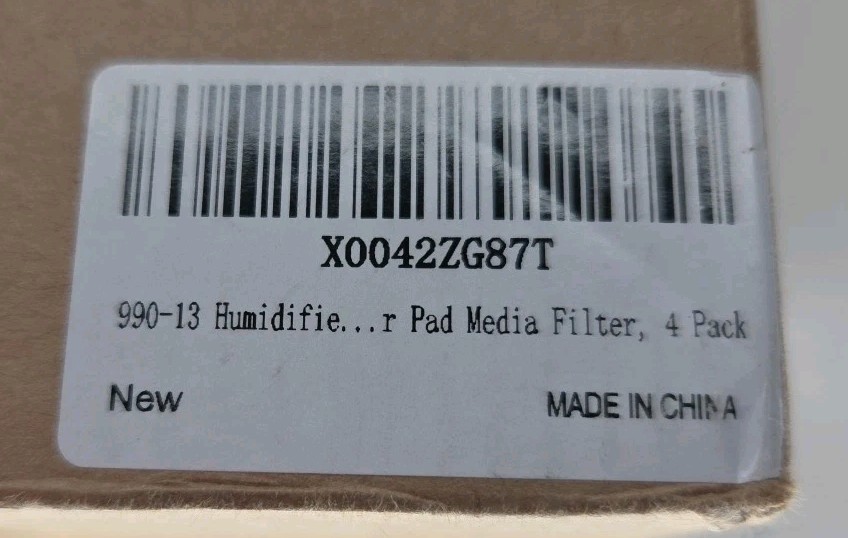 X0042ZG87T
990-13 Humidifie...r Pad Media Filter, 4 Pack
New
MADE IN CHINA